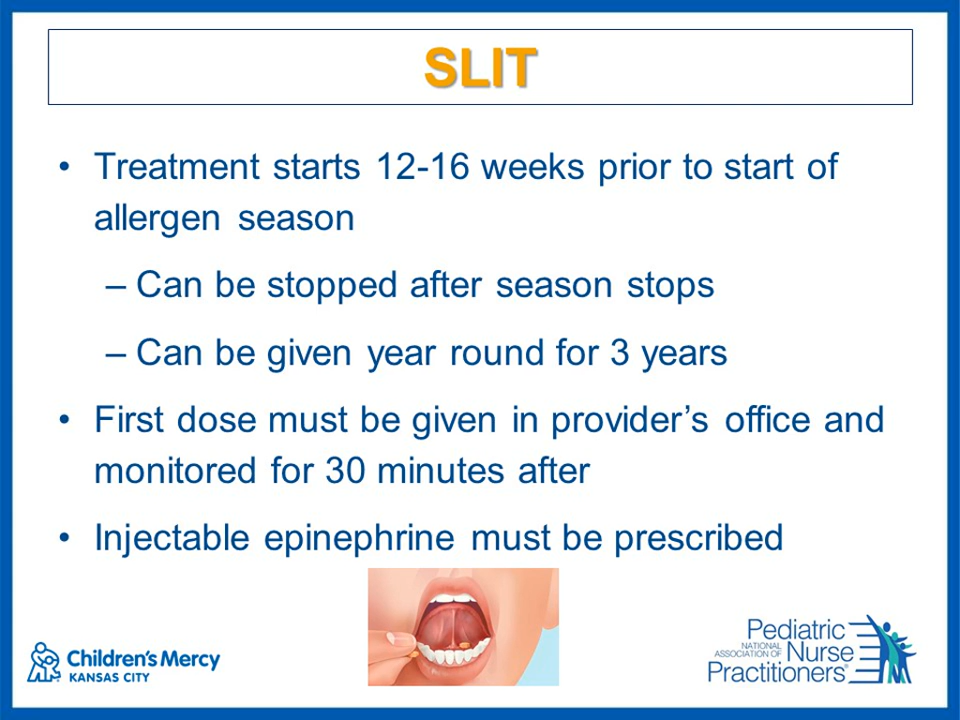 SLIT
• Treatment starts 12-16 weeks prior to start of
allergen season
– Can be stopped after season stops
– Can be given year round for 3 years
• First dose must be given in provider’s office and
monitored for 30 minutes after
• Injectable epinephrine must be prescribed
Children's Mercy
KANSAS CITY
Pediatric
NATIONAL
ASSOCIATION OF
Nurse
Practitioners®